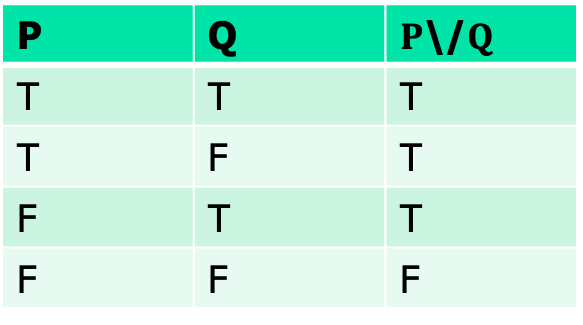 P Q P\/Q
T T T
T F T
F T T
F F F